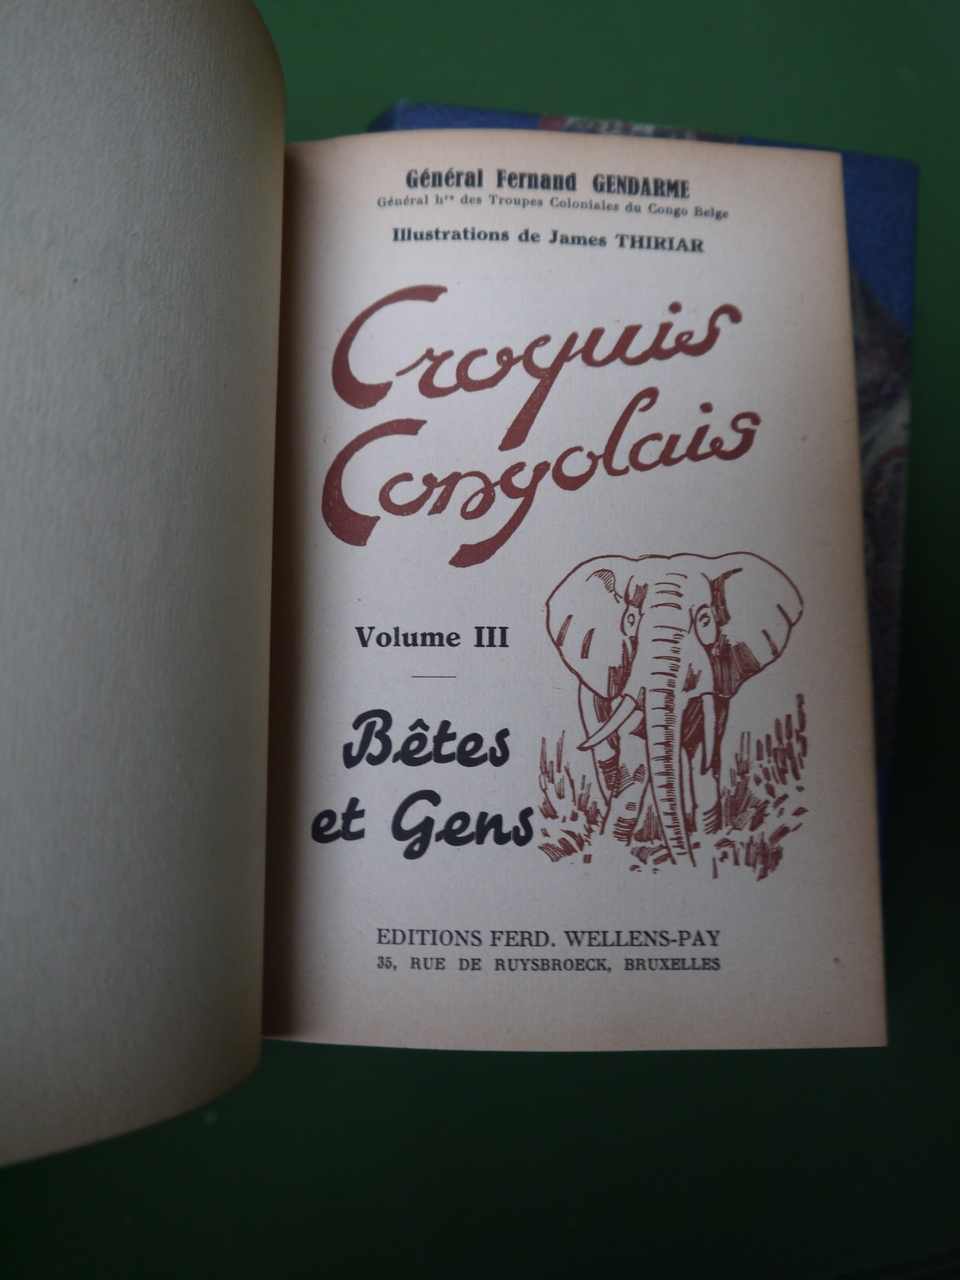 Général Fernand GENDARME
Général hre des Troupes Coloniales du Congo Belge
Illustrations de James THIRIAR
Croquis
Congolais
Volume III
Bêtes
et Gens
EDITIONS FERD. WELLENS-PAY
35, RUE DE RUYSBROECK, BRUXELLES